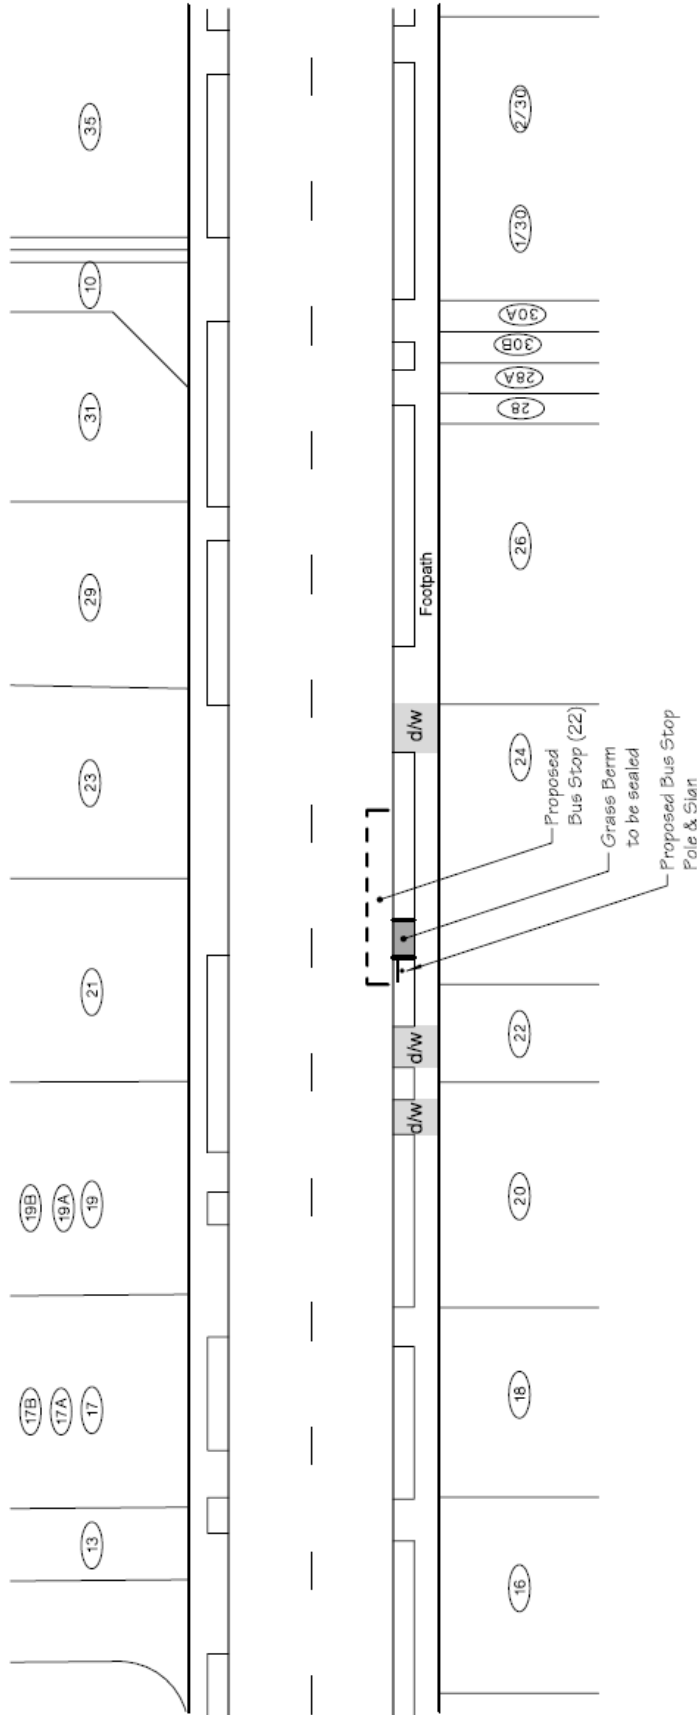 35
10
31
29
23
21
19B
19A
19
17B
17A
17
13
2/30
1/30
30A
30B
28A
28
26
Footpath
d/w
24
Proposed
Bus Stop (22)
Grass Berm
to be sealed
Proposed Bus Stop
Pole & Sign
d/w
22
d/w
20
18
16